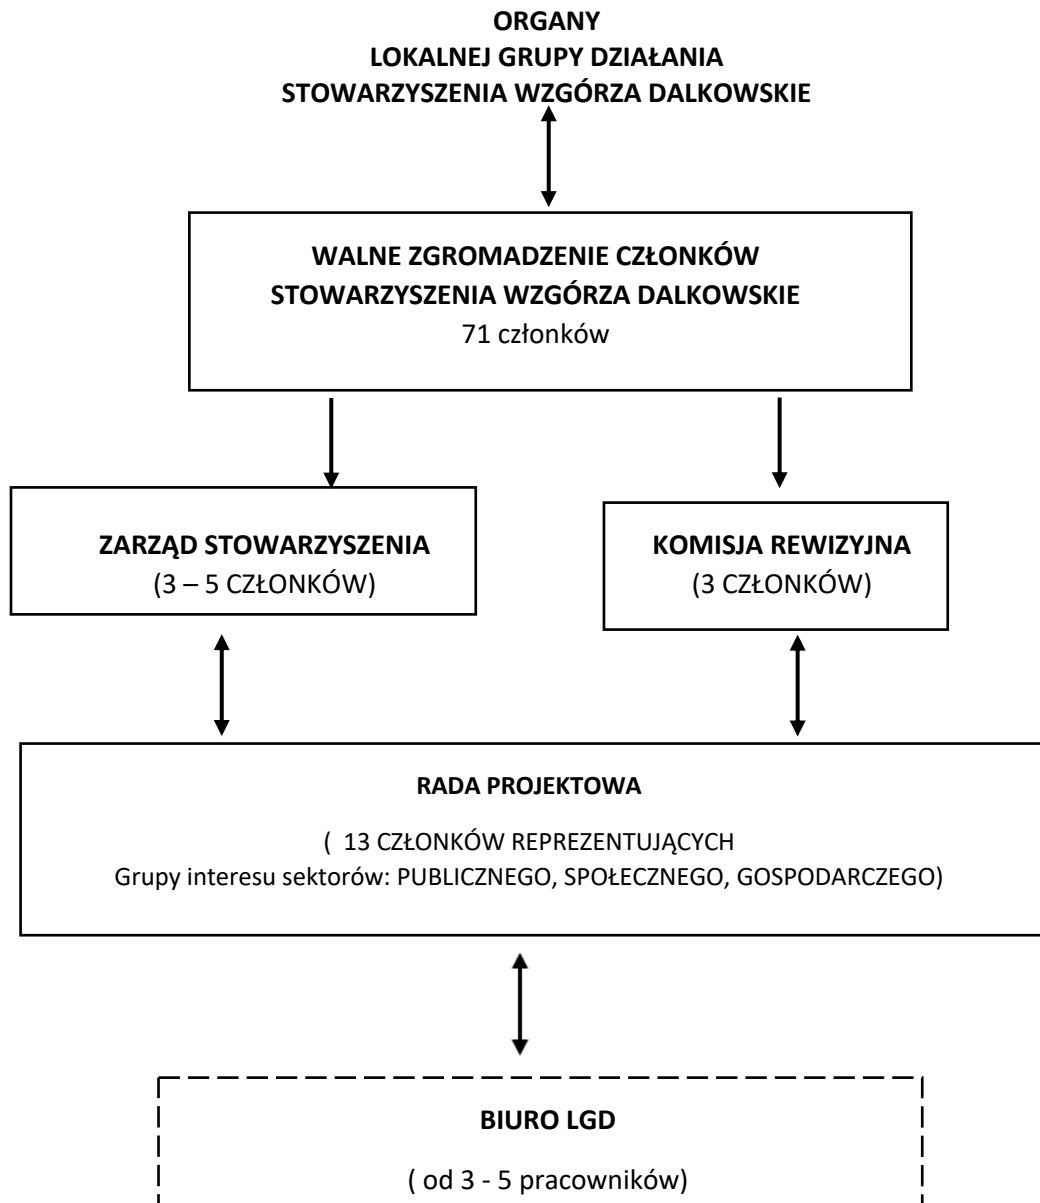 ORGANY
LOKALNEJ GRUPY DZIAŁANIA
STOWARZYSZENIA WZGÓRZA DALKOWSKIE
WALNE ZGROMADZENIE CZŁONKÓW
STOWARZYSZENIA WZGÓRZA DALKOWSKIE
71 członków
ZARZĄD STOWARZYSZENIA
(3 – 5 CZŁONKÓW)
KOMISJA REWIZYJNA
(3 CZŁONKÓW)
RADA PROJEKTOWA
( 13 CZŁONKÓW REPREZENTUJĄCYCH
Grupy interesu sektorów: PUBLICZNEGO, SPOŁECZNEGO, GOSPODARCZEGO)
BIURO LGD
( od 3 - 5 pracowników)